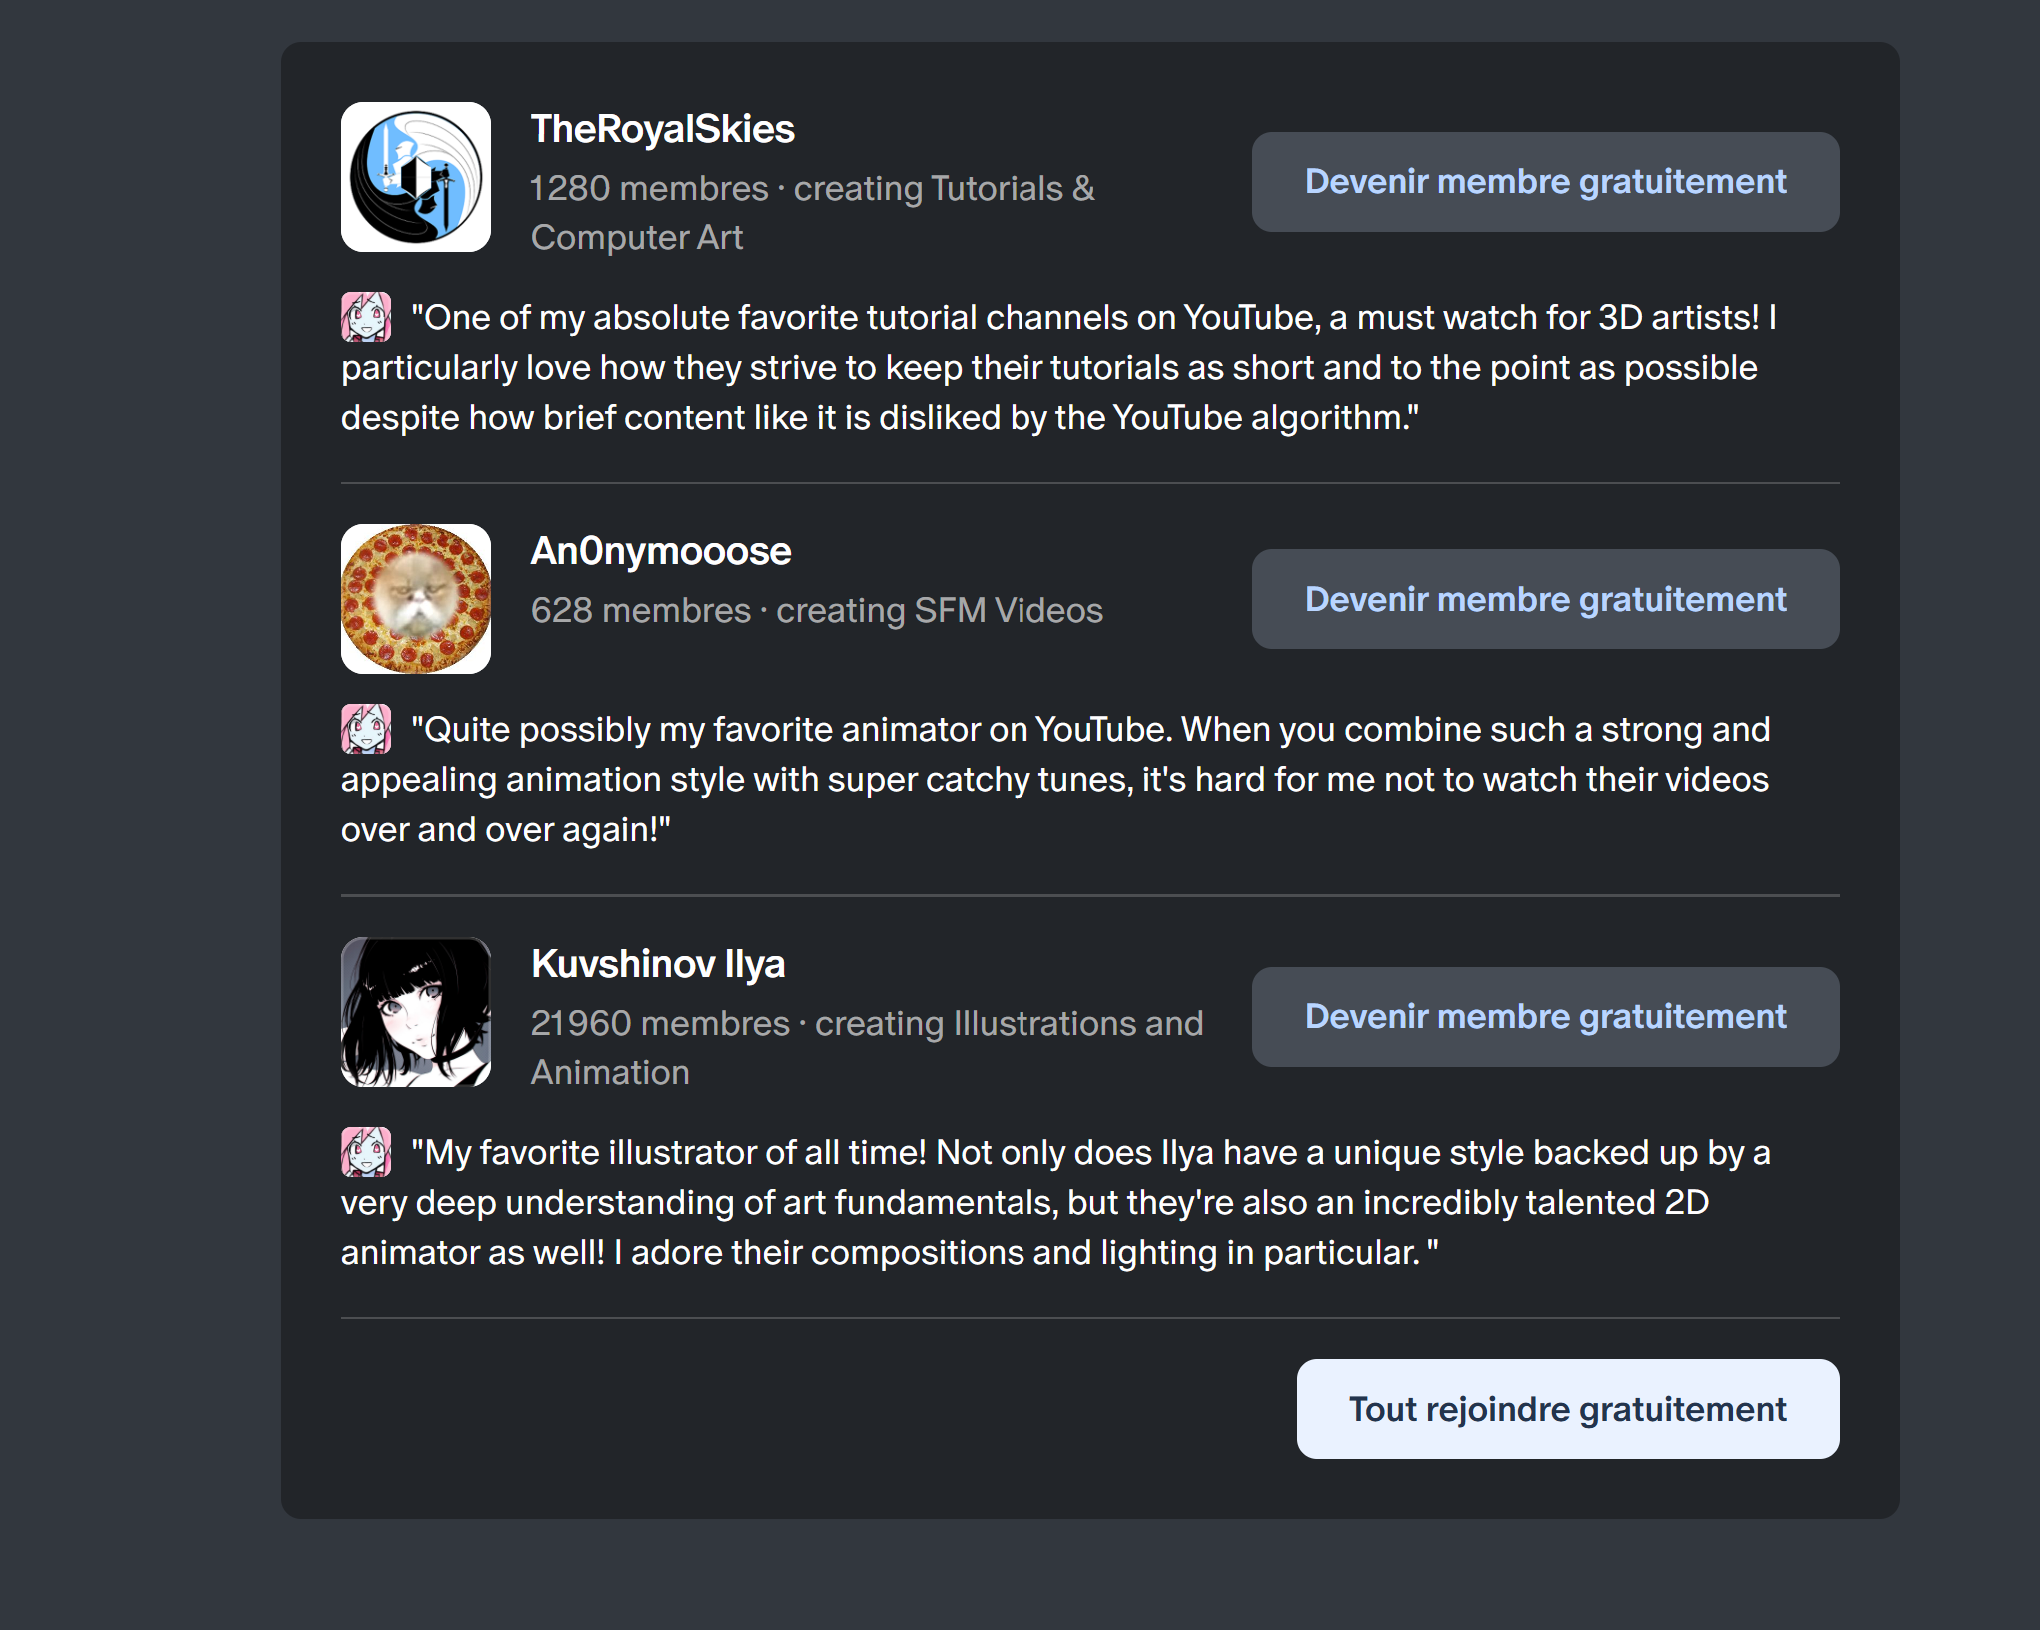 TheRoyalSkies
1280 membres · creating Tutorials &
Computer Art
Devenir membre gratuitement
"One of my absolute favorite tutorial channels on YouTube, a must watch for 3D artists! I
particularly love how they strive to keep their tutorials as short and to the point as possible
despite how brief content like it is disliked by the YouTube algorithm."
An0nymooose
628 membres · creating SFM Videos
Devenir membre gratuitement
"Quite possibly my favorite animator on YouTube. When you combine such a strong and
appealing animation style with super catchy tunes, it's hard for me not to watch their videos
over and over again!"
Kuvshinov Ilya
21960 membres · creating Illustrations and
Animation
Devenir membre gratuitement
"My favorite illustrator of all time! Not only does Ilya have a unique style backed up by a
very deep understanding of art fundamentals, but they're also an incredibly talented 2D
animator as well! I adore their compositions and lighting in particular. "
Tout rejoindre gratuitement